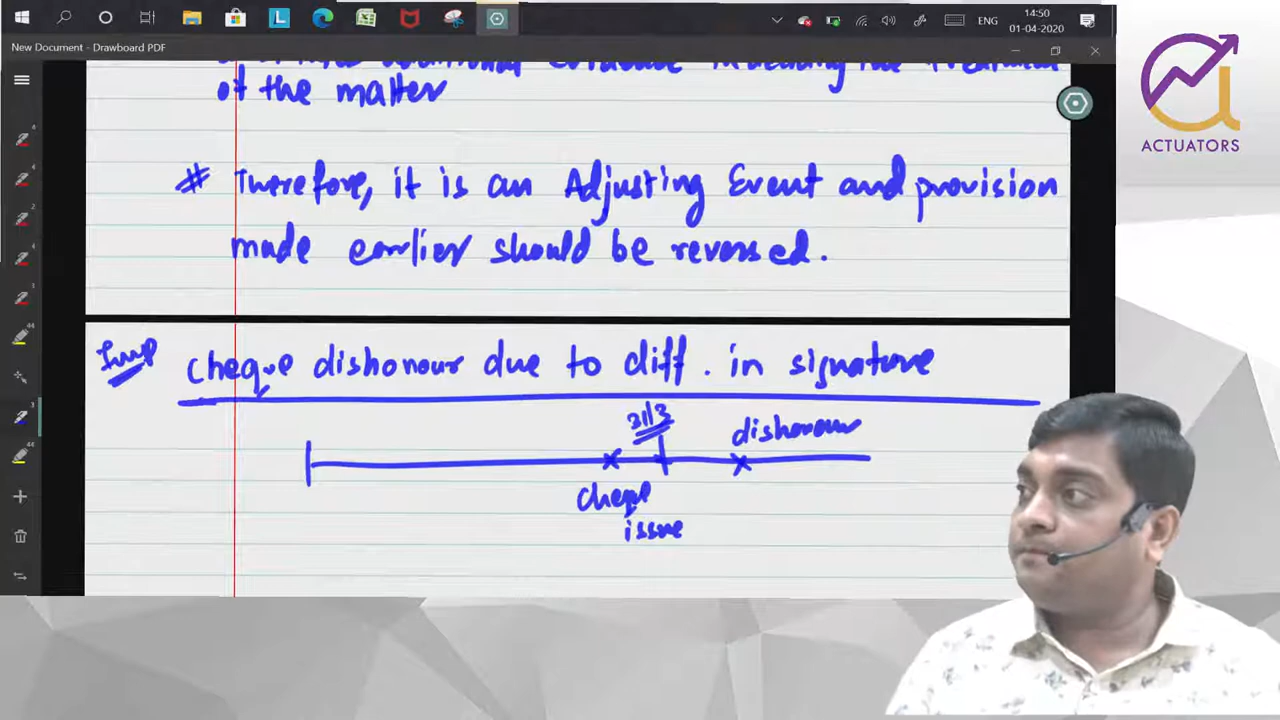 14:50
ENG
01-04-2020
New Document - Drawboard PDF
additional evidence
of the matter
ACTUATORS
# Therefore, it is an Adjusting Event and provision
made earlier should be reversed.
Imp
cheque dishonour due to diff. in signature
31/3
dishonour
cheque
issue